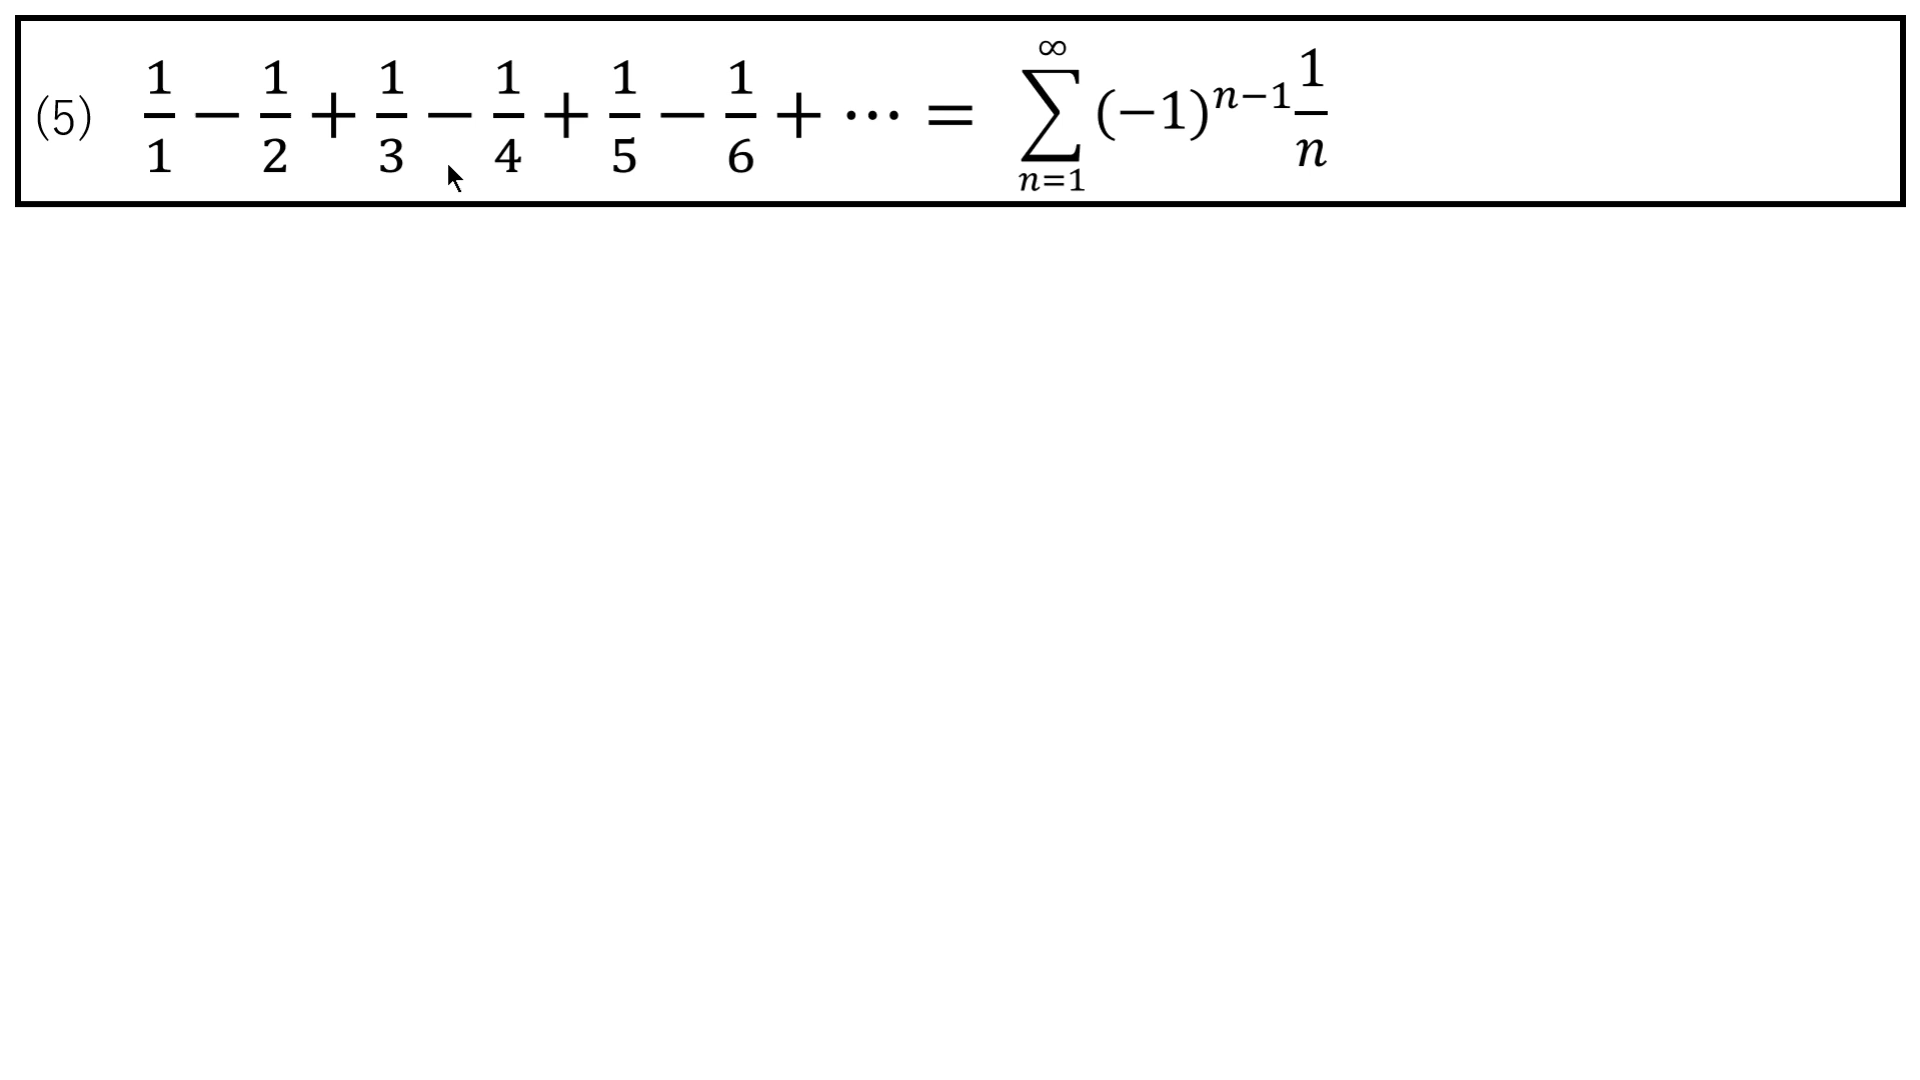 (5) 1/1 − 1/2 + 1/3 − 1/4 + 1/5 − 1/6 + ⋯ = ∑_{n=1}^{∞} (−1)^{n−1} 1/n